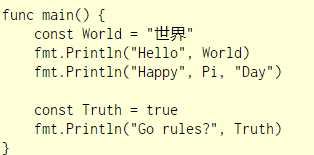 func main() {
    const World = "世界"
    fmt.Println("Hello", World)
    fmt.Println("Happy", Pi, "Day")

    const Truth = true
    fmt.Println("Go rules?", Truth)
}